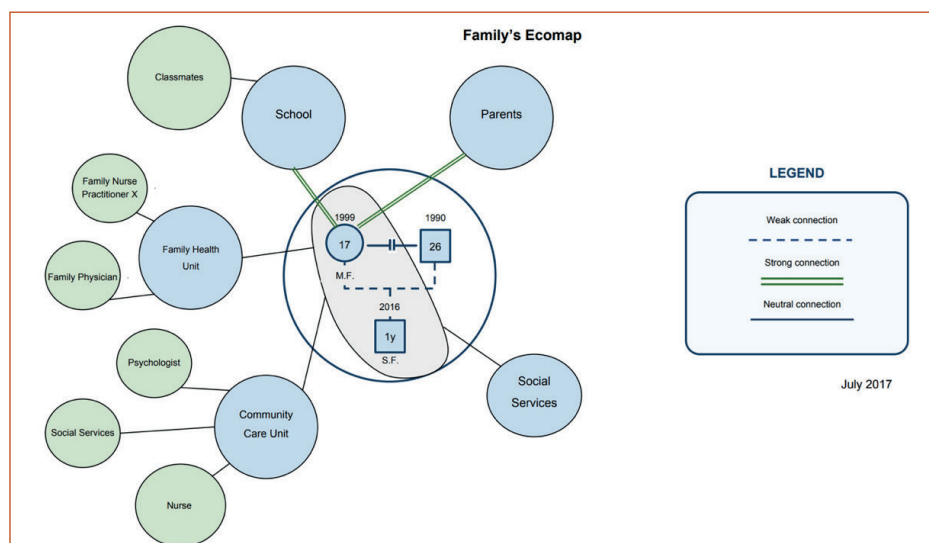 Family's Ecomap
Classmates
School
Parents
Family Nurse
Practitioner X
Family Health
Unit
Family Physician
1999
1990
17
26
M.F.
2016
1y
S.F.
Psychologist
Social Services
Community
Care Unit
Nurse
Social
Services
LEGEND
Weak connection
Strong connection
Neutral connection
July 2017